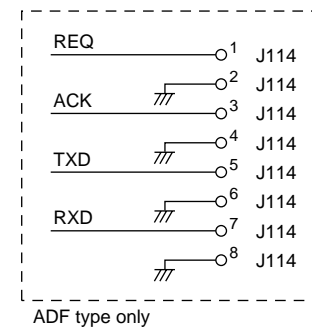 REQ 1 J114
2 J114
ACK 3 J114
4 J114
TXD 5 J114
6 J114
RXD 7 J114
8 J114
ADF type only